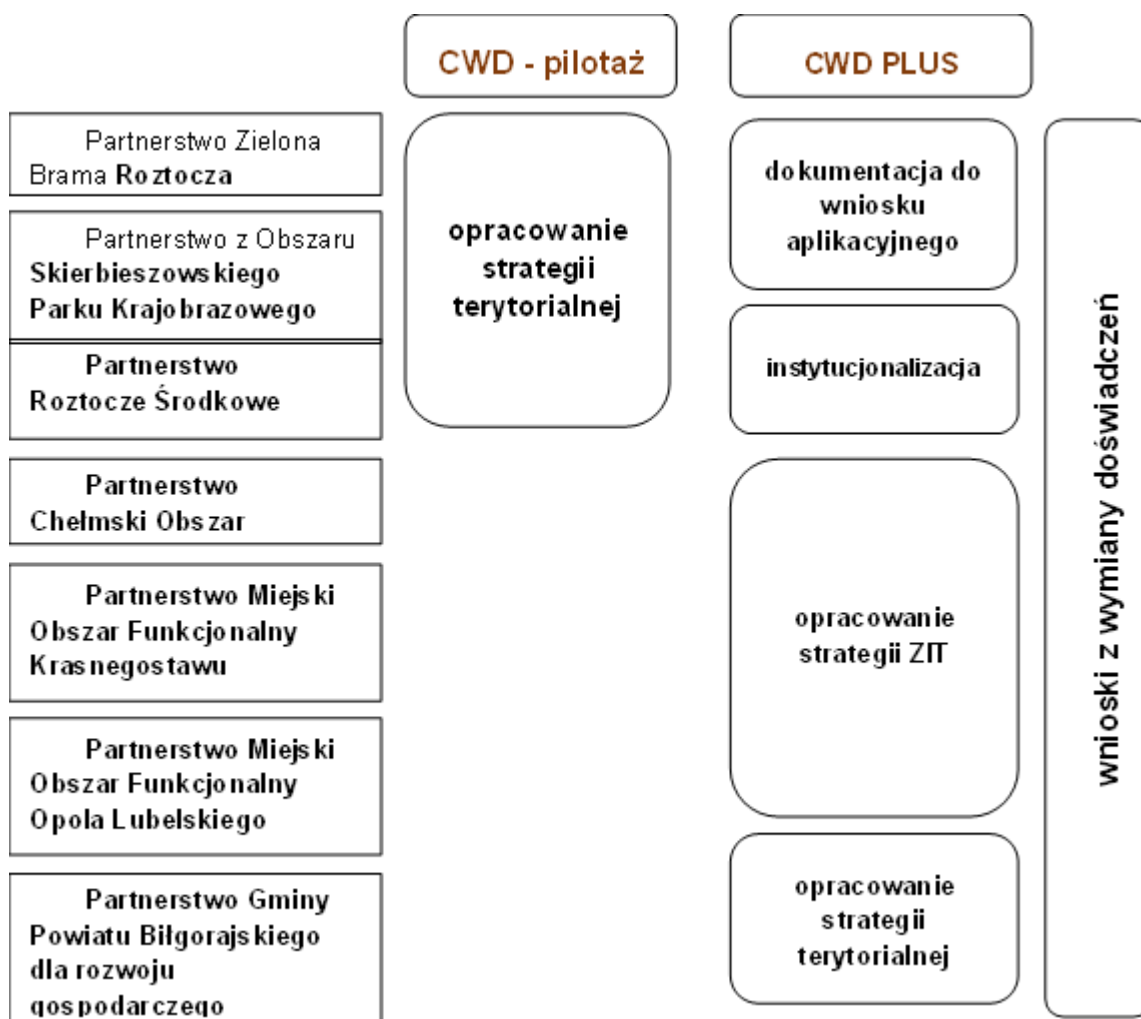 CWD - pilotaż
CWD PLUS
Partnerstwo Zielona
Brama Roztocza
Partnerstwo z Obszaru
Skierbieszowskiego
Parku Krajobrazowego
Partnerstwo
Roztocze Środkowe
Partnerstwo
Chełmski Obszar
Partnerstwo Miejski
Obszar Funkcjonalny
Krasnegostawu
Partnerstwo Miejski
Obszar Funkcjonalny
Opola Lubelskiego
Partnerstwo Gminy
Powiatu Biłgorajskiego
dla rozwoju
gospodarczego
opracowanie
strategii
terytorialnej
dokumentacja do
wniosku
aplikacyjnego
instytucjonalizacja
opracowanie
strategii ZIT
opracowanie
strategii
terytorialnej
wnioski z wymiany doświadczeń